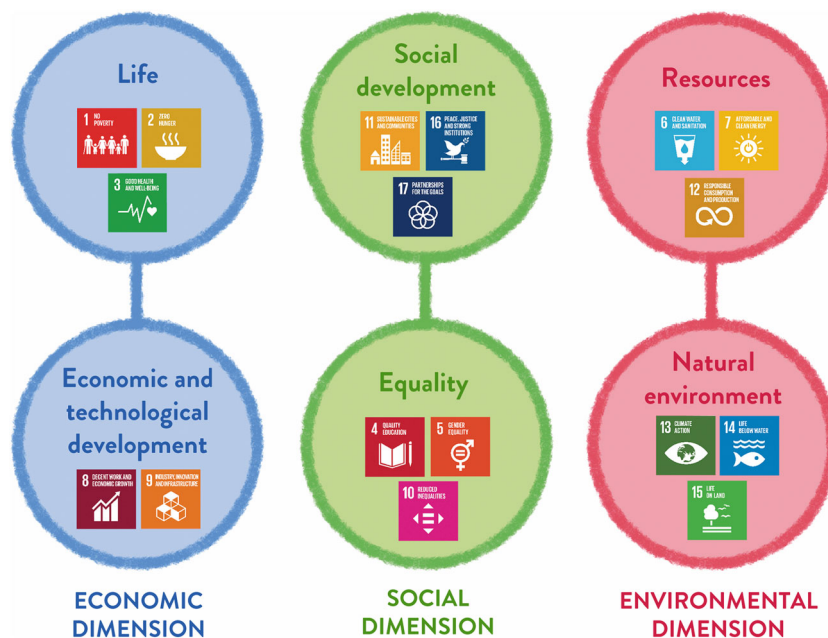 Life
1 NO
POVERTY
2 ZERO
HUNGER
3 GOOD HEALTH
AND WELL-BEING
Economic and
technological
development
8 DECENT WORK AND
ECONOMIC GROWTH
9 INDUSTRY, INNOVATION
AND INFRASTRUCTURE
ECONOMIC
DIMENSION
Social
development
11 SUSTAINABLE CITIES
AND COMMUNITIES
16 PEACE, JUSTICE
AND STRONG
INSTITUTIONS
17 PARTNERSHIPS
FOR THE GOALS
Equality
4 QUALITY
EDUCATION
5 GENDER
EQUALITY
10 REDUCED
INEQUALITIES
SOCIAL
DIMENSION
Resources
6 CLEAN WATER
AND SANITATION
7 AFFORDABLE AND
CLEAN ENERGY
12 RESPONSIBLE
CONSUMPTION
AND PRODUCTION
Natural
environment
13 CLIMATE
ACTION
14 LIFE
BELOW WATER
15 LIFE
ON LAND
ENVIRONMENTAL
DIMENSION